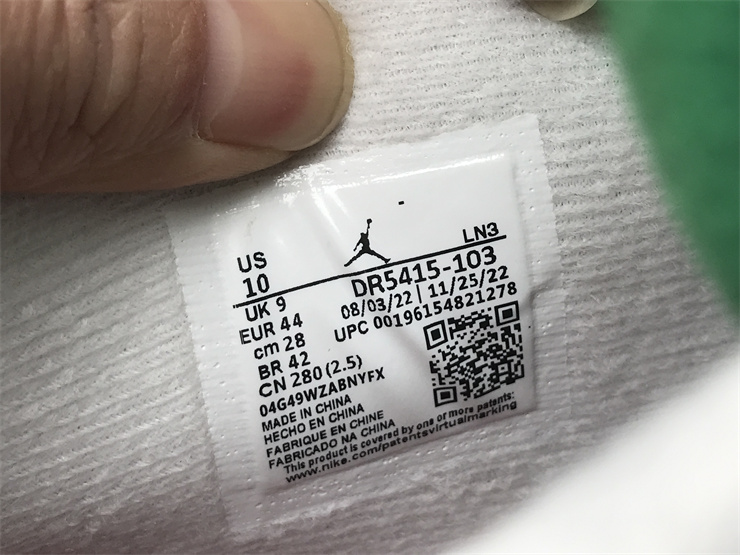 US
10
LN3
UK 9
DR5415-103
EUR 44
08/03/22 | 11/25/22
cm 28
UPC 00196154821278
BR 42
CN 280 (2.5)
04G49WZABNYFX
MADE IN CHINA
HECHO EN CHINA
FABRIQUE EN CHINE
FABRICADO NA CHINA
This product is covered by one or more patents:
www.nike.com/patentsvirtualmarking